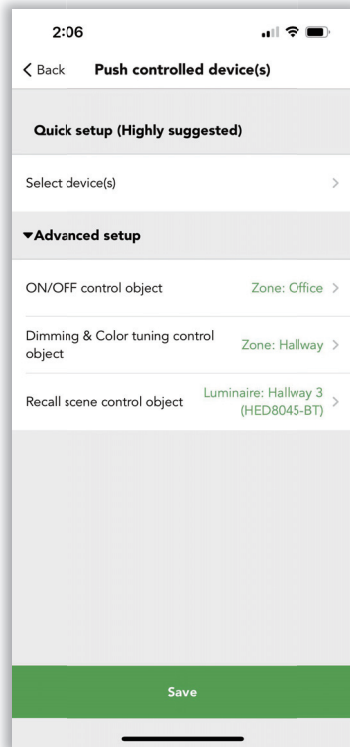 2:06
Back Push controlled device(s)
Quick setup (Highly suggested)
Select device(s)
▼Advanced setup
ON/OFF control object Zone: Office
Dimming & Color tuning control
object
Zone: Hallway
Recall scene control object
Luminaire: Hallway 3
(HED8045-BT)
Save